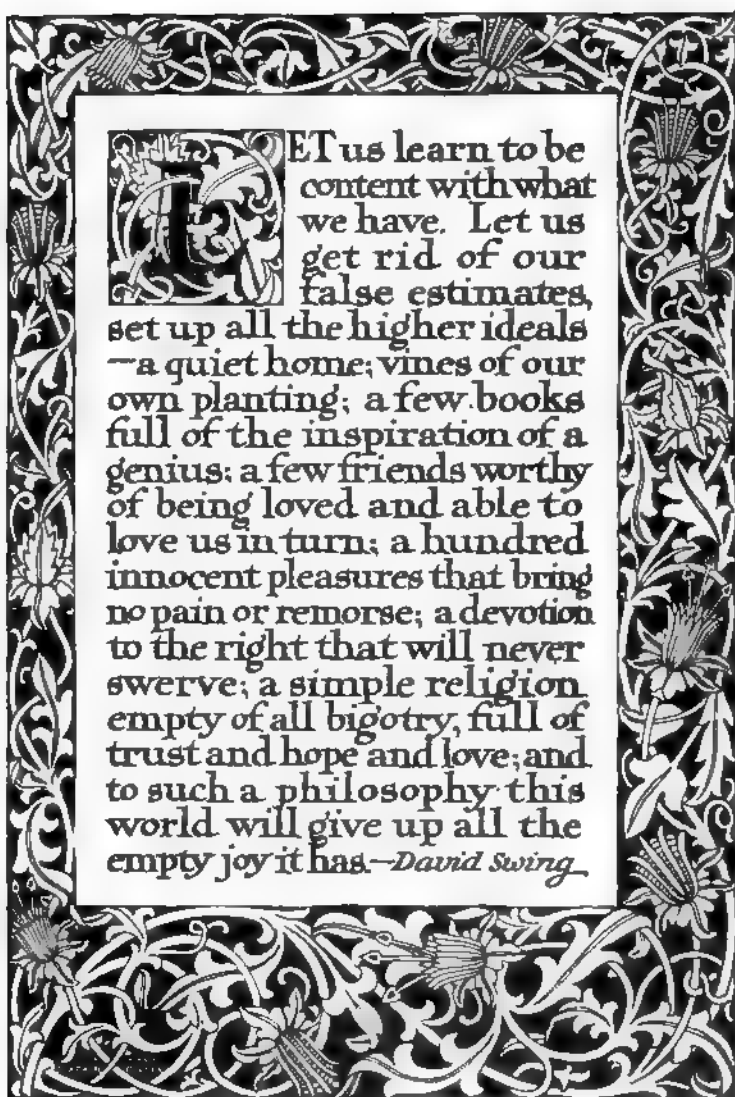 LET us learn to be
content with what
we have. Let us
get rid of our
false estimates,
set up all the higher ideals
—a quiet home; vines of our
own planting; a few books
full of the inspiration of a
genius; a few friends worthy
of being loved and able to
love us in turn; a hundred
innocent pleasures that bring
no pain or remorse; a devotion
to the right that will never
swerve; a simple religion
empty of all bigotry, full of
trust and hope and love; and
to such a philosophy this
world will give up all the
empty joy it has.—David Swing